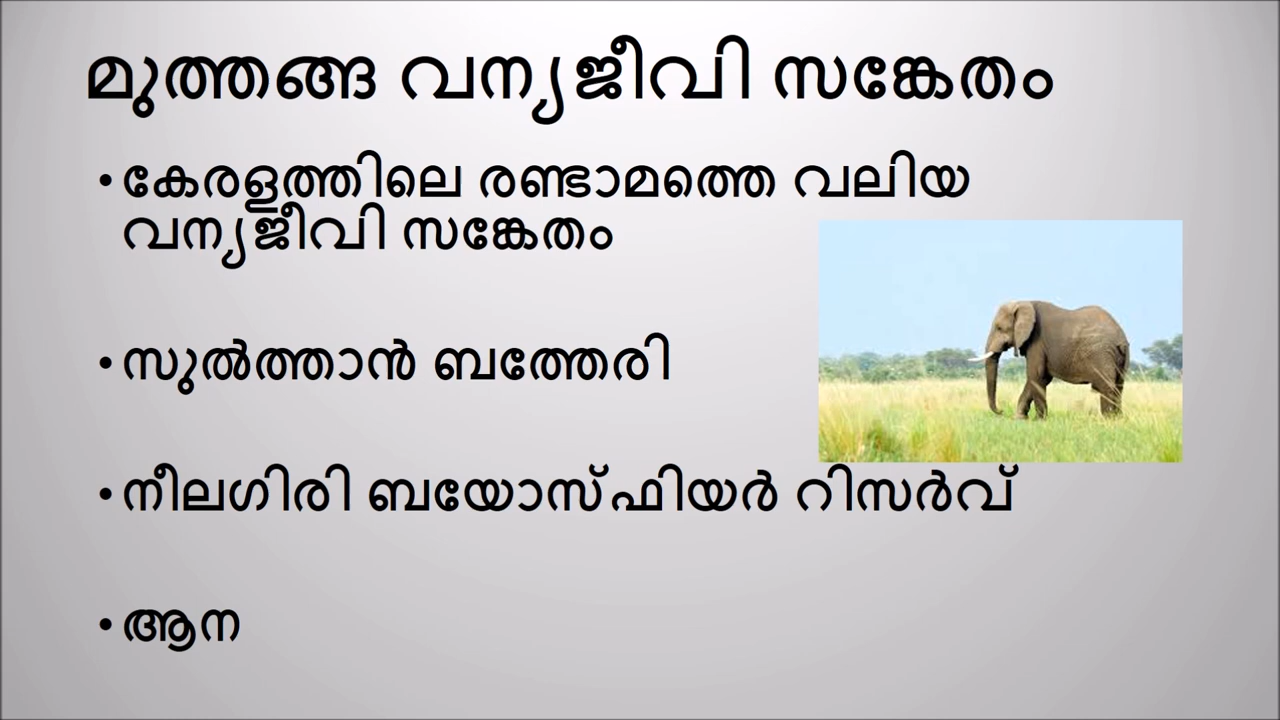 മുത്തങ്ങ വന്യജീവി സങ്കേതം
• കേരളത്തിലെ രണ്ടാമത്തെ വലിയ
വന്യജീവി സങ്കേതം
• സുൽത്താൻ ബത്തേരി
• നീലഗിരി ബയോസ്ഫിയർ റിസർവ്
• ആന